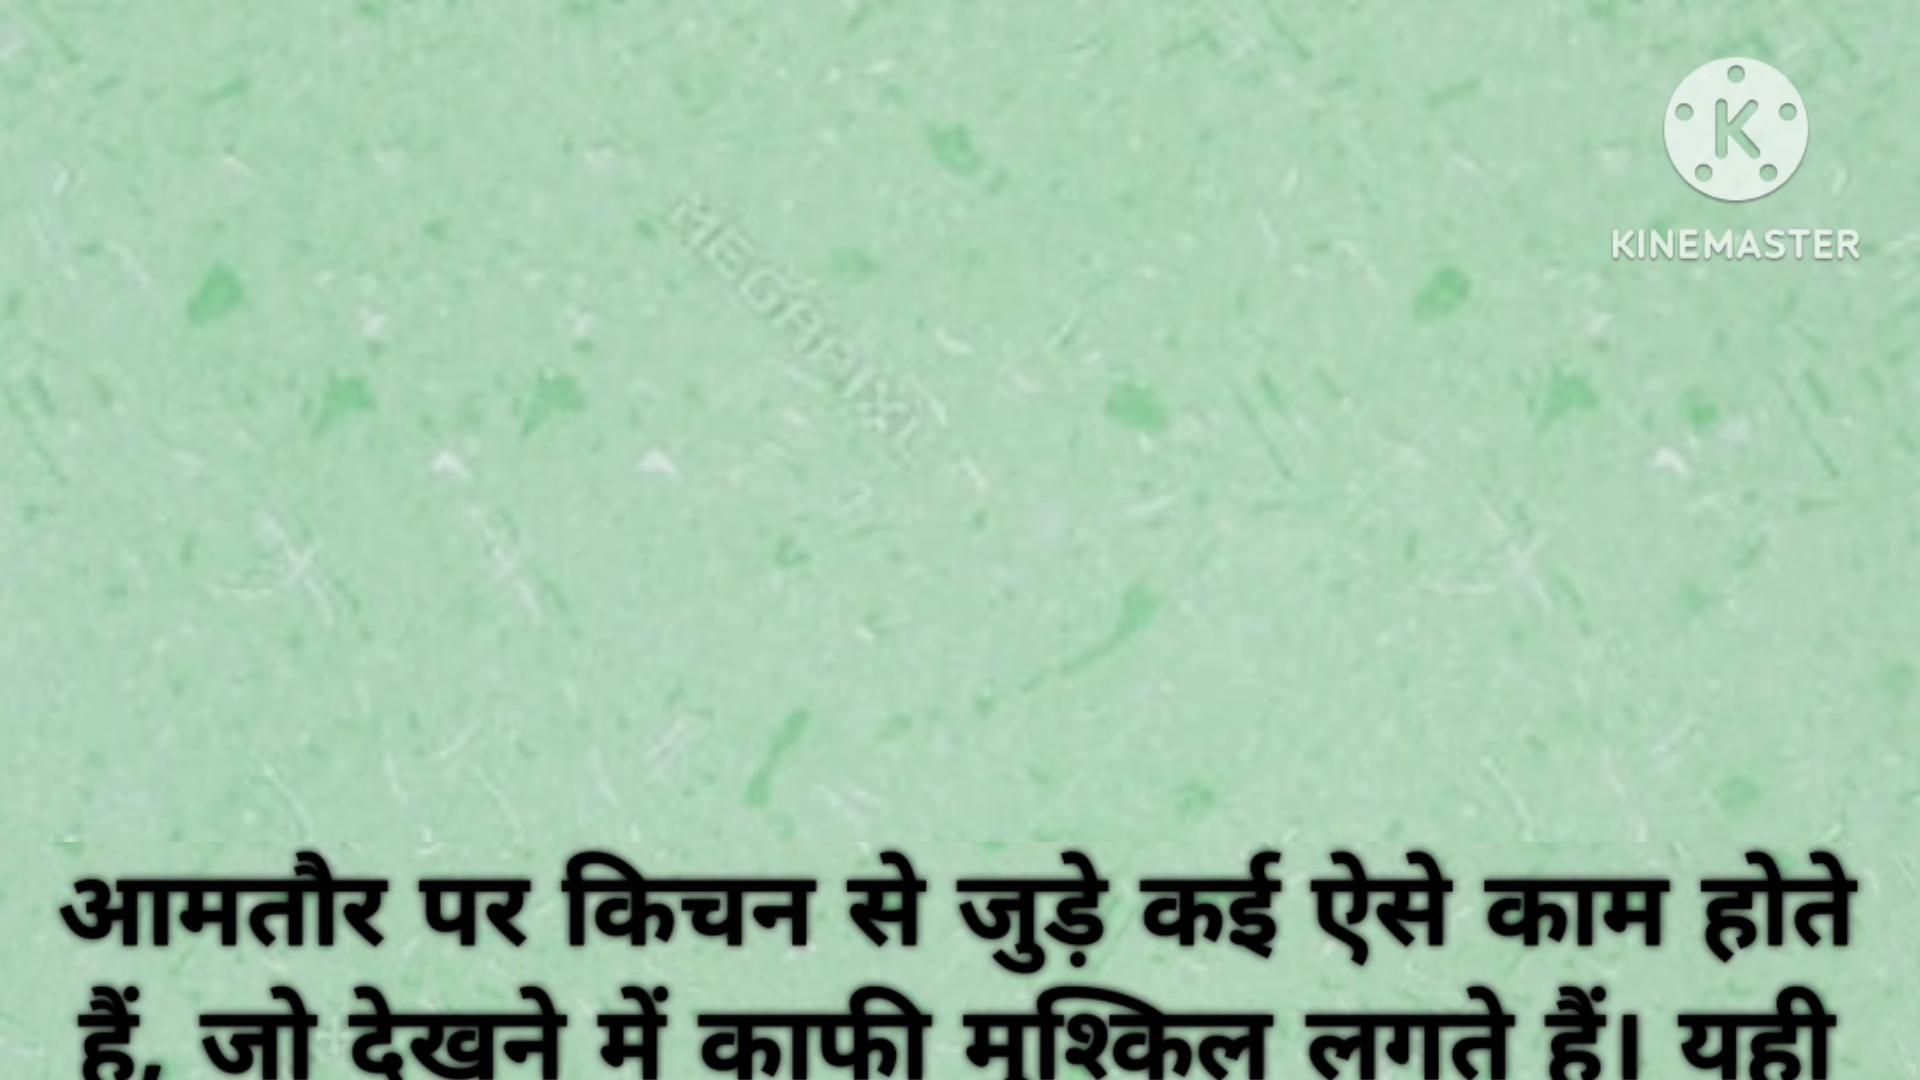 KINEMASTER
आमतौर पर किचन से जुड़े कई ऐसे काम होते
हैं, जो देखने में काफी मुश्किल लगते हैं। यही